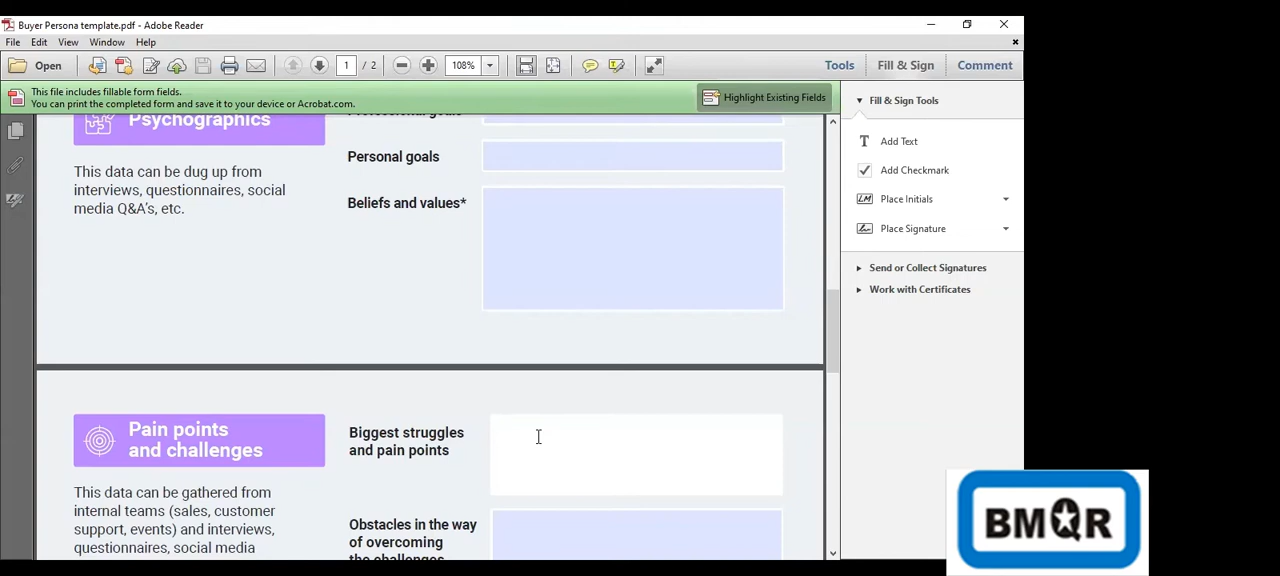 Buyer Persona template.pdf - Adobe Reader
File Edit View Window Help
Open 1 / 2 108% Tools Fill & Sign Comment
This file includes fillable form fields.
You can print the completed form and save it to your device or Acrobat.com.
Highlight Existing Fields
Psychographics
This data can be dug up from
interviews, questionnaires, social
media Q&A's, etc.
Professional goals
Personal goals
Beliefs and values*
Pain points
and challenges
This data can be gathered from
internal teams (sales, customer
support, events) and interviews,
questionnaires, social media
Biggest struggles
and pain points
Obstacles in the way
of overcoming
the challenges
Fill & Sign Tools
Add Text
Add Checkmark
Place Initials
Place Signature
Send or Collect Signatures
Work with Certificates
BMQR